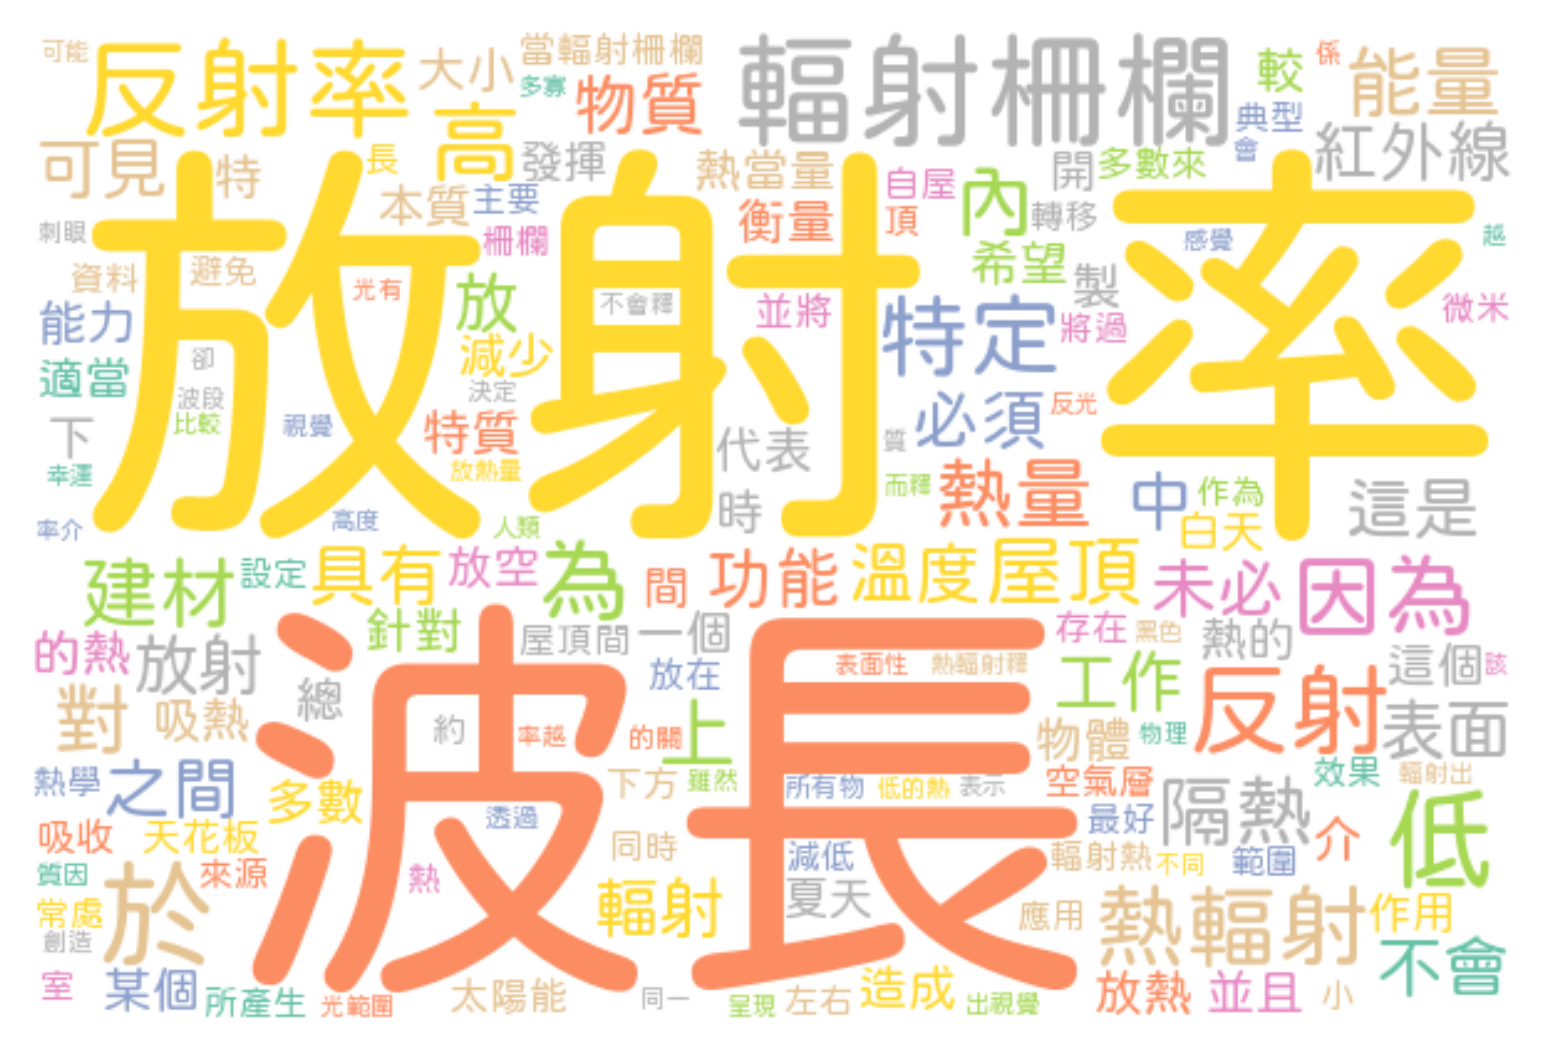 可能
反射率
大小
當輻射柵欄
多寡
物質
輻射柵欄
較
係
能量
典型
高
發揮
可見
特
長
本質
主要
熱當量
自屋
頂
內
開
多數來
會
紅外線
衡量
轉移
刺眼
柵欄
希望
製
感覺
越
資料
避免
光有
放射率
放
不會釋
並將
特定
將過
微米
能力
卻
減少
適當
波段
決定
必須
反光
比較
視覺
特質
代表
質
下
幸運
放熱量
而釋
熱量
中
作為
這是
時
白天
率介
高度
人類
建材
設定
具有
放空
為
間
功能
溫度
屋頂
未必
因為
針對
屋頂間
一個
存在
黑色
熱的
的熱
放射
放在
表面性
熱輻射釋
工作
這個
該
對
吸熱
總
約
率越
的關
上
物體
物理
反射
表面
熱學
之間
多數
波長
下方
雖然
所有物
低的熱
表示
空氣層
效果
輻射出
吸收
天花板
透過
同時
減低
最好
隔熱
介
低
輻射熱
不同
範圍
質因
來源
熱
夏天
常處
於
輻射
應用
熱輻射
作用
創造
不會
室
某個
所產生
光範圍
太陽能
同一
呈現
左右
造成
出視覺
放熱
並且
小